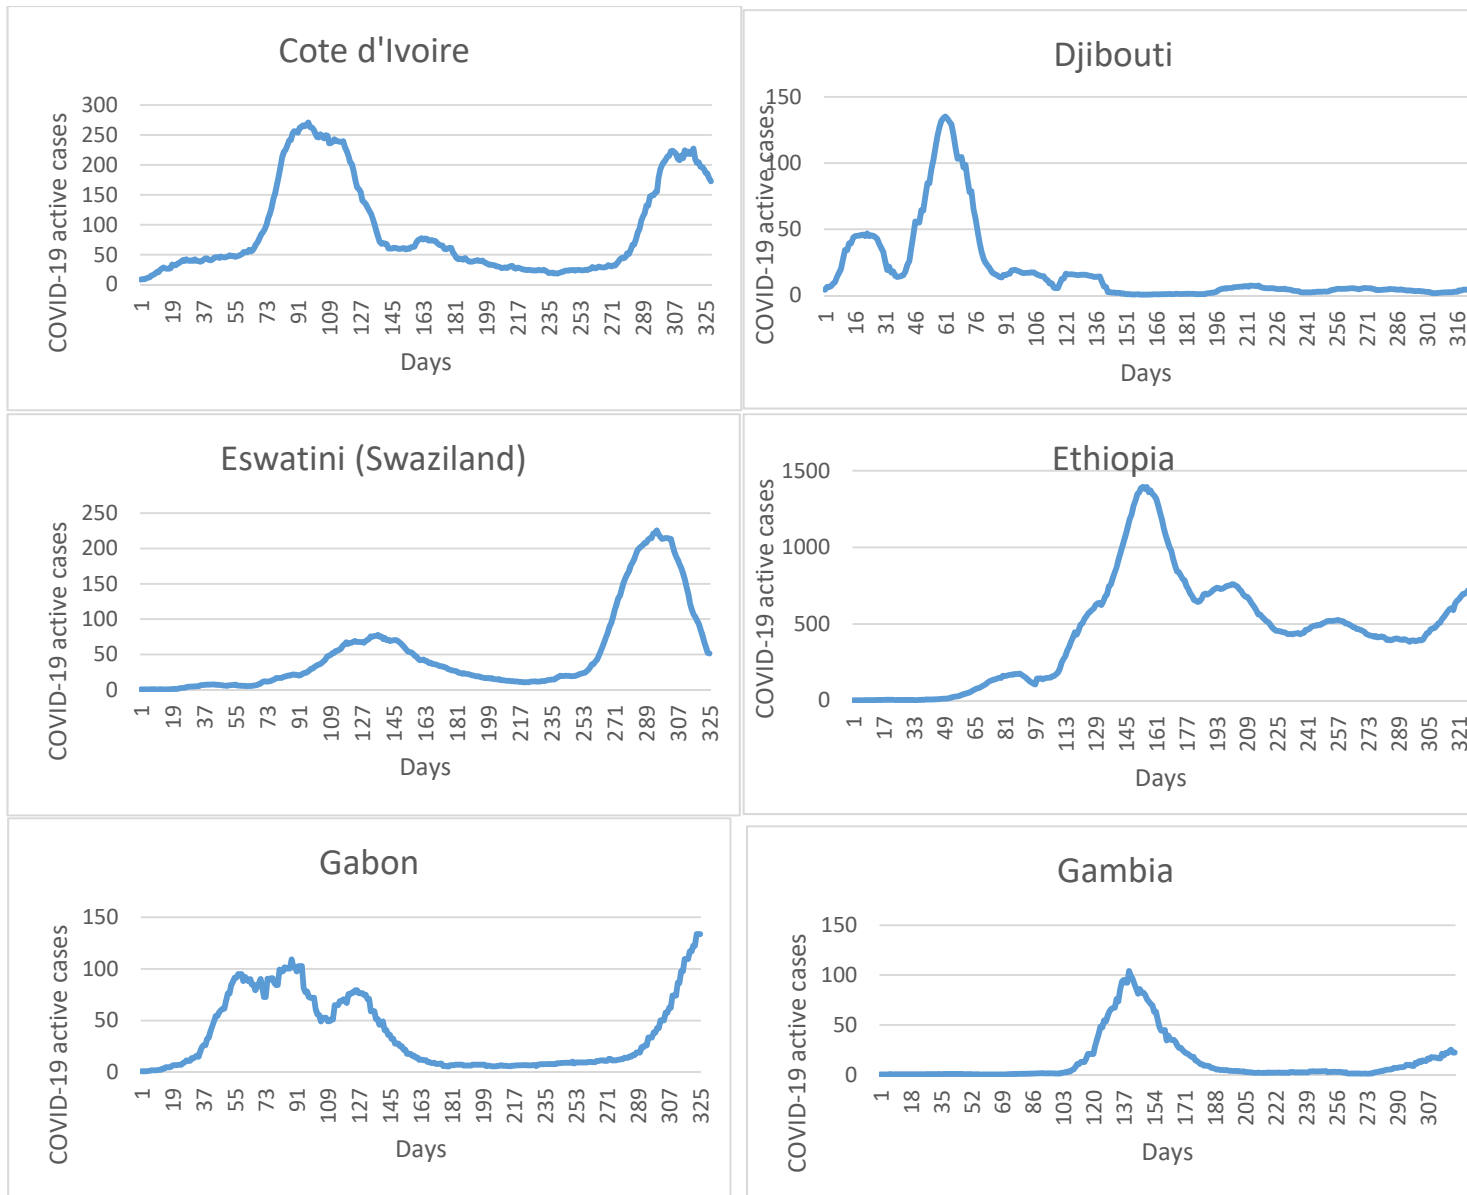 Cote d'Ivoire
COVID-19 active cases
300
250
200
150
100
50
0
1 19 37 55 73 91 109 127 145 163 181 199 217 235 253 271 289 307 325
Days
Djibouti
COVID-19 active cases
150
100
50
0
1 16 31 46 61 76 91 106 121 136 151 166 181 196 211 226 241 256 271 286 301 316
Days
Eswatini (Swaziland)
COVID-19 active cases
250
200
150
100
50
0
1 19 37 55 73 91 109 127 145 163 181 199 217 235 253 271 289 307 325
Days
Ethiopia
COVID-19 active cases
1500
1000
500
0
1 17 33 49 65 81 97 113 129 145 161 177 193 209 225 241 257 273 289 305 321
Days
Gabon
COVID-19 active cases
150
100
50
0
1 19 37 55 73 91 109 127 145 163 181 199 217 235 253 271 289 307 325
Days
Gambia
COVID-19 active cases
150
100
50
0
1 18 35 52 69 86 103 120 137 154 171 188 205 222 239 256 273 290 307
Days